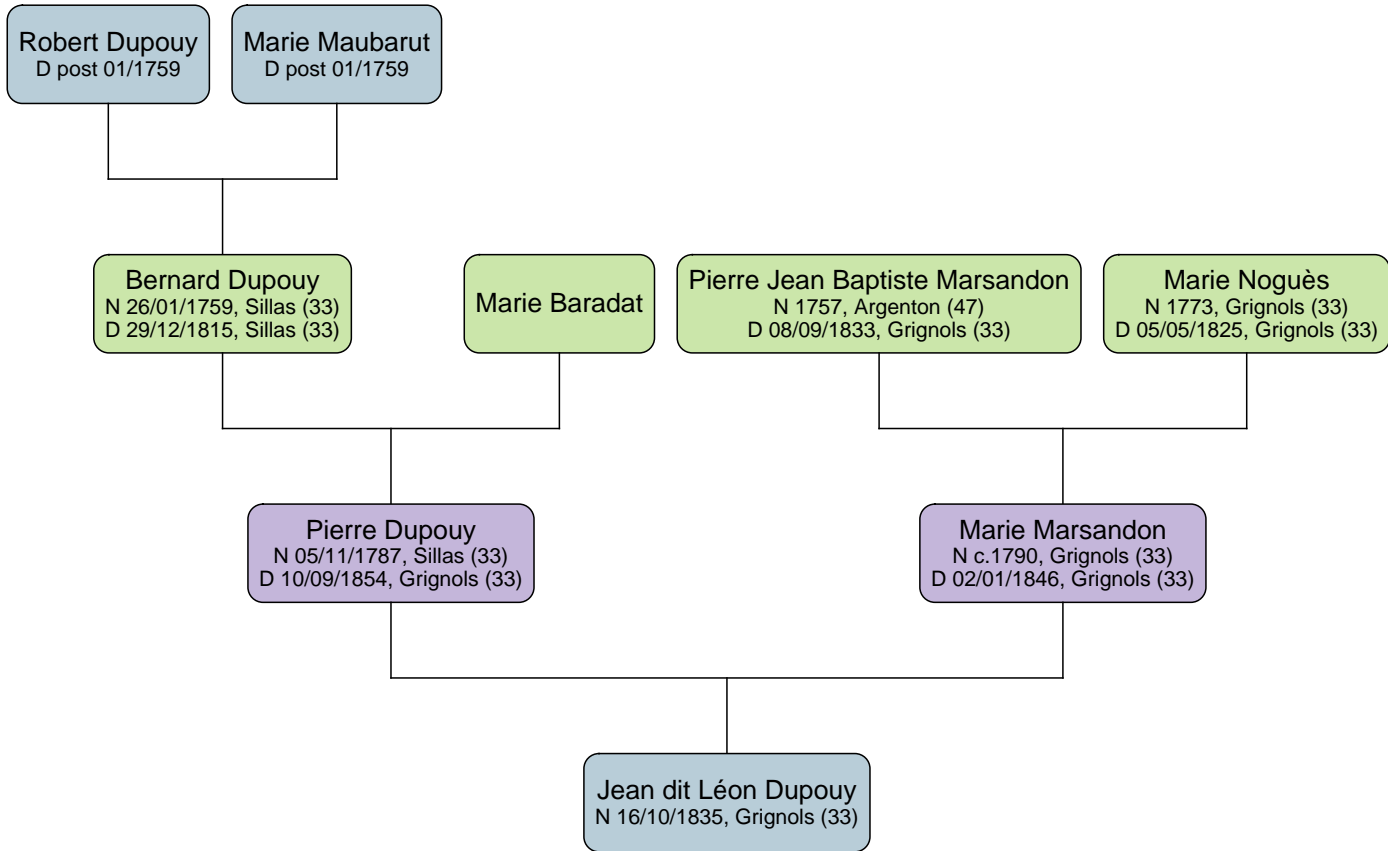 Robert Dupouy
D post 01/1759
Marie Maubarut
D post 01/1759
Bernard Dupouy
N 26/01/1759, Sillas (33)
D 29/12/1815, Sillas (33)
Marie Baradat
Pierre Jean Baptiste Marsandon
N 1757, Argenton (47)
D 08/09/1833, Grignols (33)
Marie Noguès
N 1773, Grignols (33)
D 05/05/1825, Grignols (33)
Pierre Dupouy
N 05/11/1787, Sillas (33)
D 10/09/1854, Grignols (33)
Marie Marsandon
N c.1790, Grignols (33)
D 02/01/1846, Grignols (33)
Jean dit Léon Dupouy
N 16/10/1835, Grignols (33)